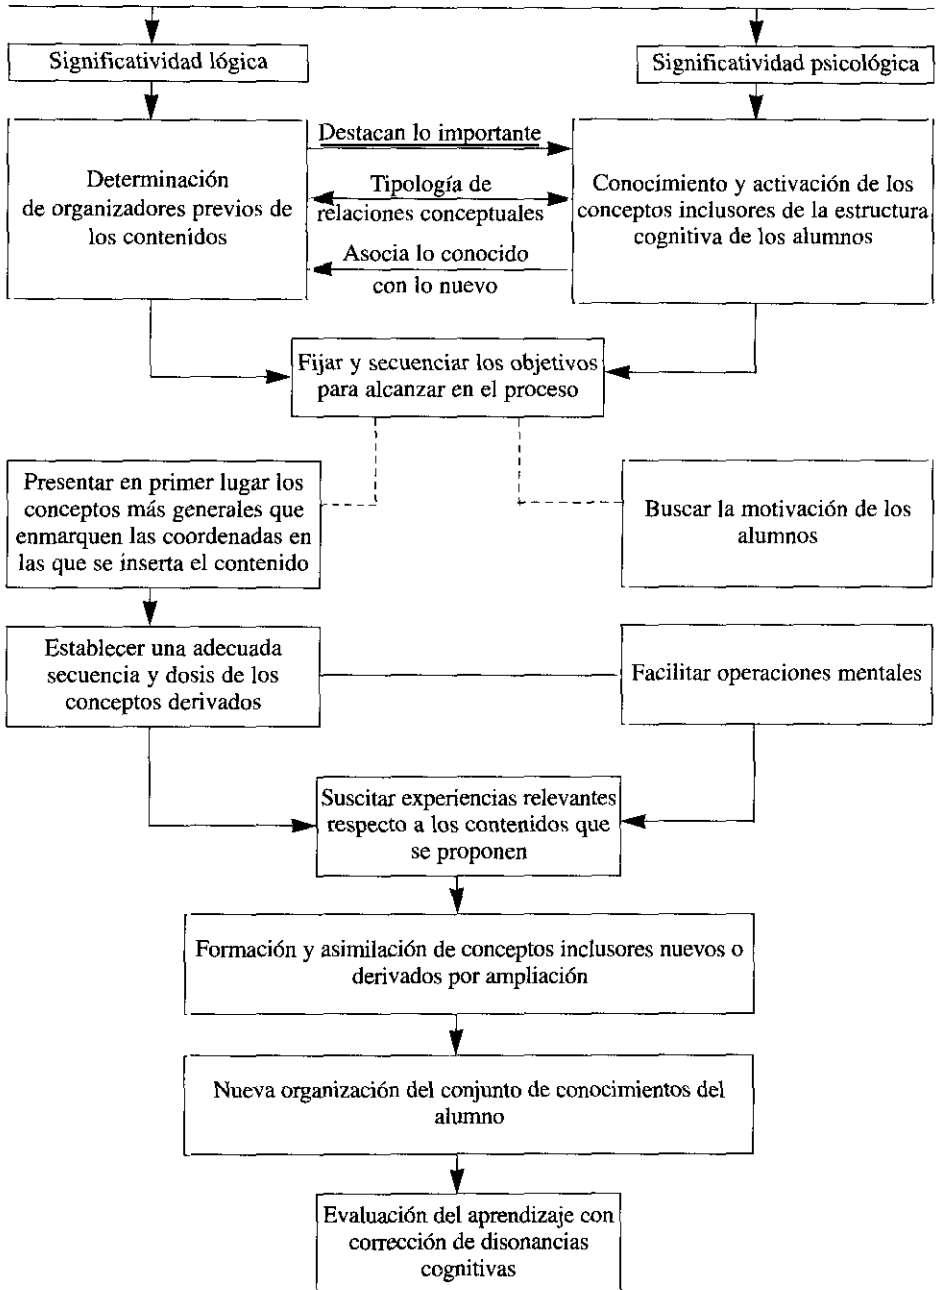 Significatividad lógica
Significatividad psicológica
Determinación
de organizadores previos de
los contenidos
Destacan lo importante
Tipología de
relaciones conceptuales
Asocia lo conocido
con lo nuevo
Conocimiento y activación de los
conceptos inclusores de la estructura
cognitiva de los alumnos
Fijar y secuenciar los objetivos
para alcanzar en el proceso
Presentar en primer lugar los
conceptos más generales que
enmarquen las coordenadas en
las que se inserta el contenido
Buscar la motivación de los
alumnos
Establecer una adecuada
secuencia y dosis de los
conceptos derivados
Facilitar operaciones mentales
Suscitar experiencias relevantes
respecto a los contenidos que
se proponen
Formación y asimilación de conceptos inclusores nuevos o
derivados por ampliación
Nueva organización del conjunto de conocimientos del
alumno
Evaluación del aprendizaje con
corrección de disonancias
cognitivas